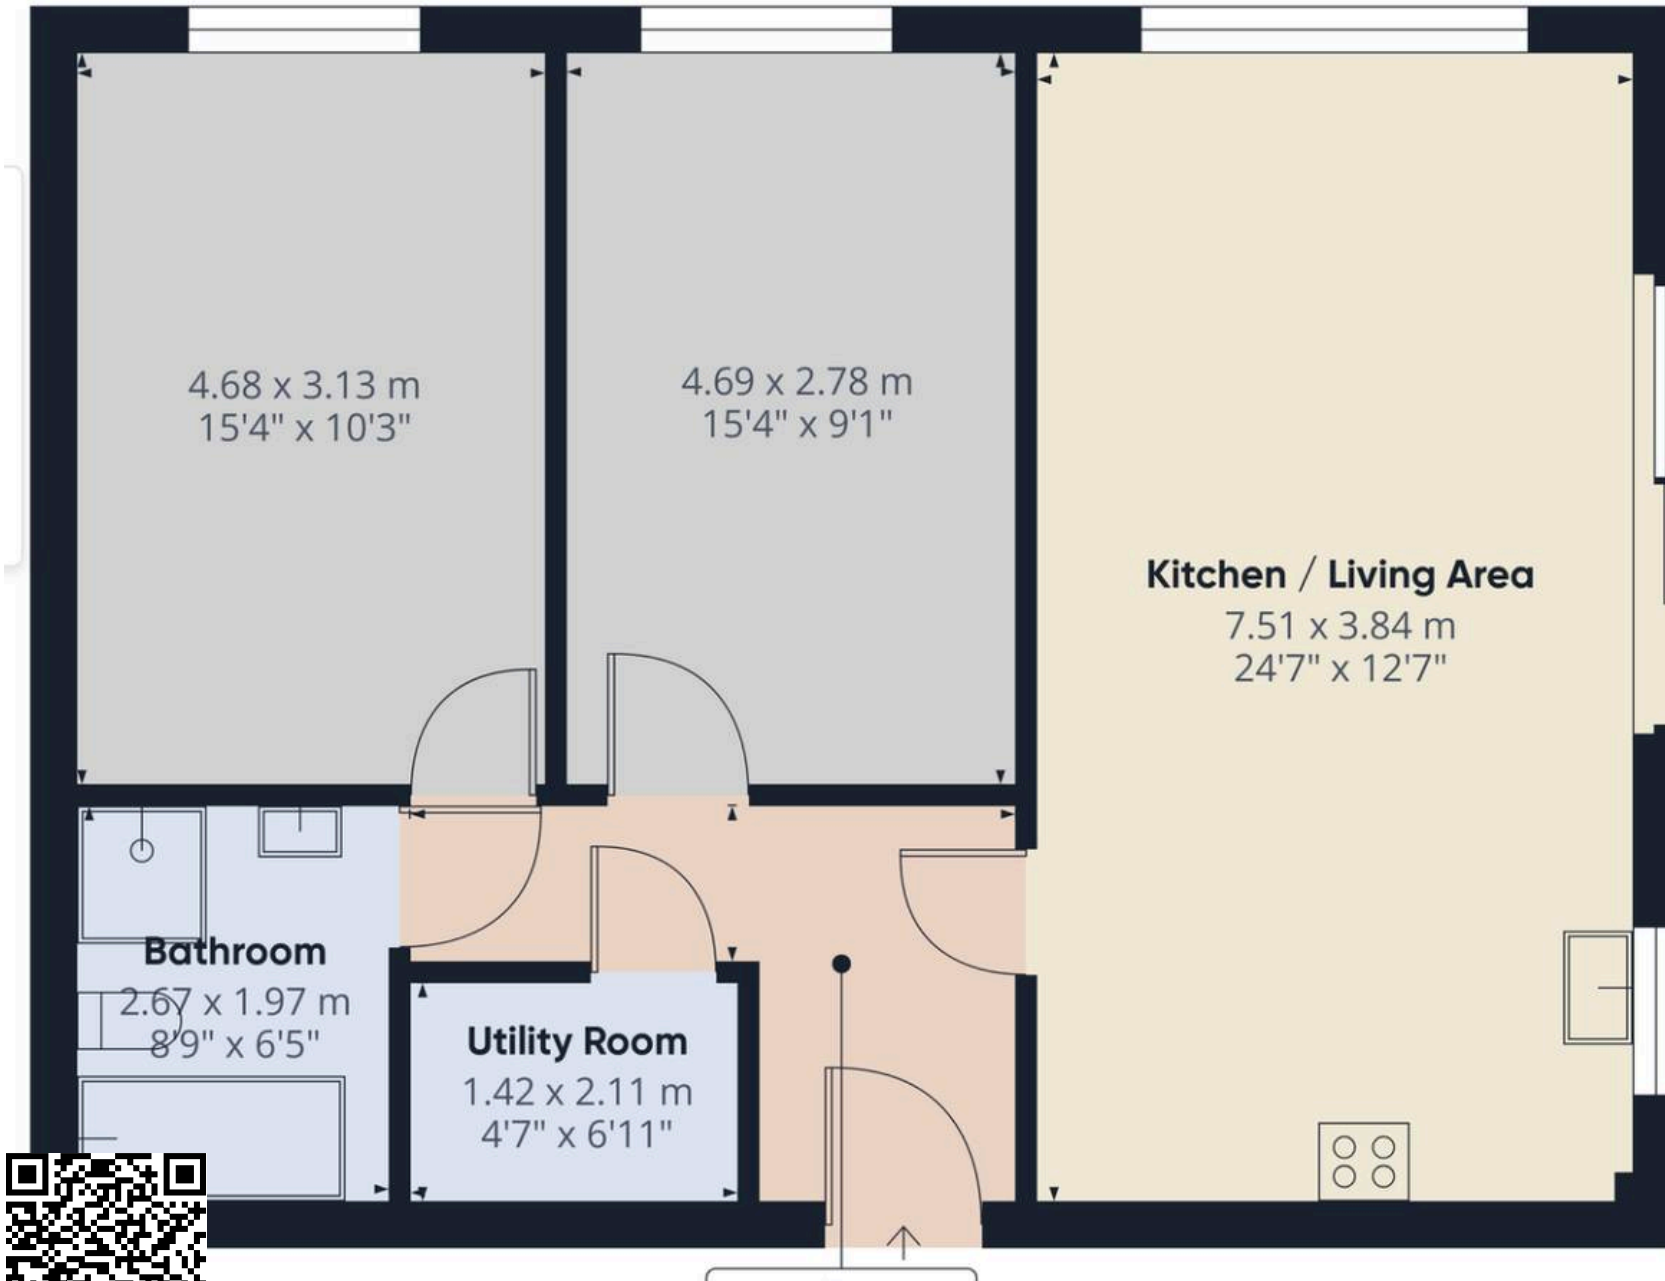 4.68 x 3.13 m
15'4" x 10'3"
4.69 x 2.78 m
15'4" x 9'1"
Kitchen / Living Area
7.51 x 3.84 m
24'7" x 12'7"
Bathroom
2.67 x 1.97 m
8'9" x 6'5"
Utility Room
1.42 x 2.11 m
4'7" x 6'11"